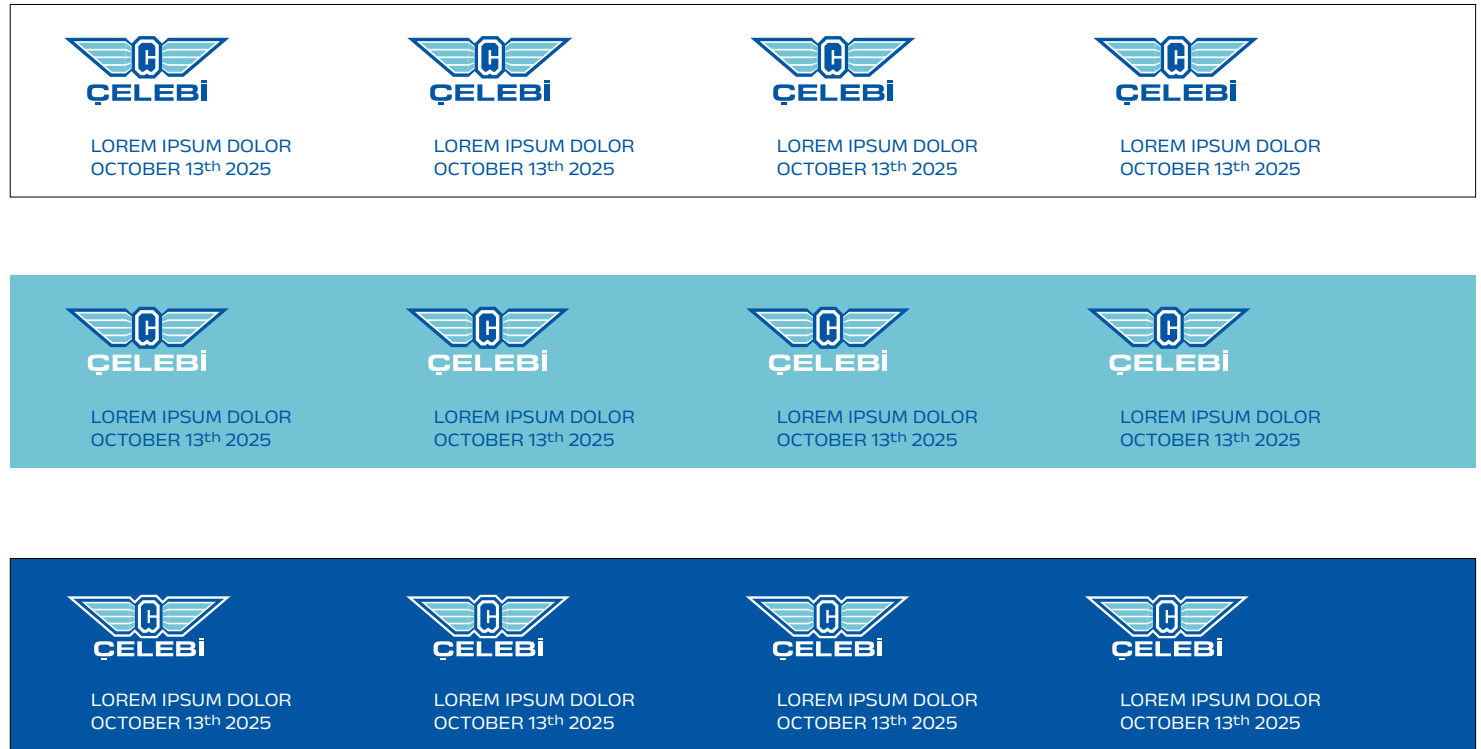 ÇELEBİ ÇELEBİ ÇELEBİ ÇELEBİ
LOREM IPSUM DOLOR LOREM IPSUM DOLOR LOREM IPSUM DOLOR LOREM IPSUM DOLOR
OCTOBER 13th 2025 OCTOBER 13th 2025 OCTOBER 13th 2025 OCTOBER 13th 2025
ÇELEBİ ÇELEBİ ÇELEBİ ÇELEBİ
LOREM IPSUM DOLOR LOREM IPSUM DOLOR LOREM IPSUM DOLOR LOREM IPSUM DOLOR
OCTOBER 13th 2025 OCTOBER 13th 2025 OCTOBER 13th 2025 OCTOBER 13th 2025
ÇELEBİ ÇELEBİ ÇELEBİ ÇELEBİ
LOREM IPSUM DOLOR LOREM IPSUM DOLOR LOREM IPSUM DOLOR LOREM IPSUM DOLOR
OCTOBER 13th 2025 OCTOBER 13th 2025 OCTOBER 13th 2025 OCTOBER 13th 2025